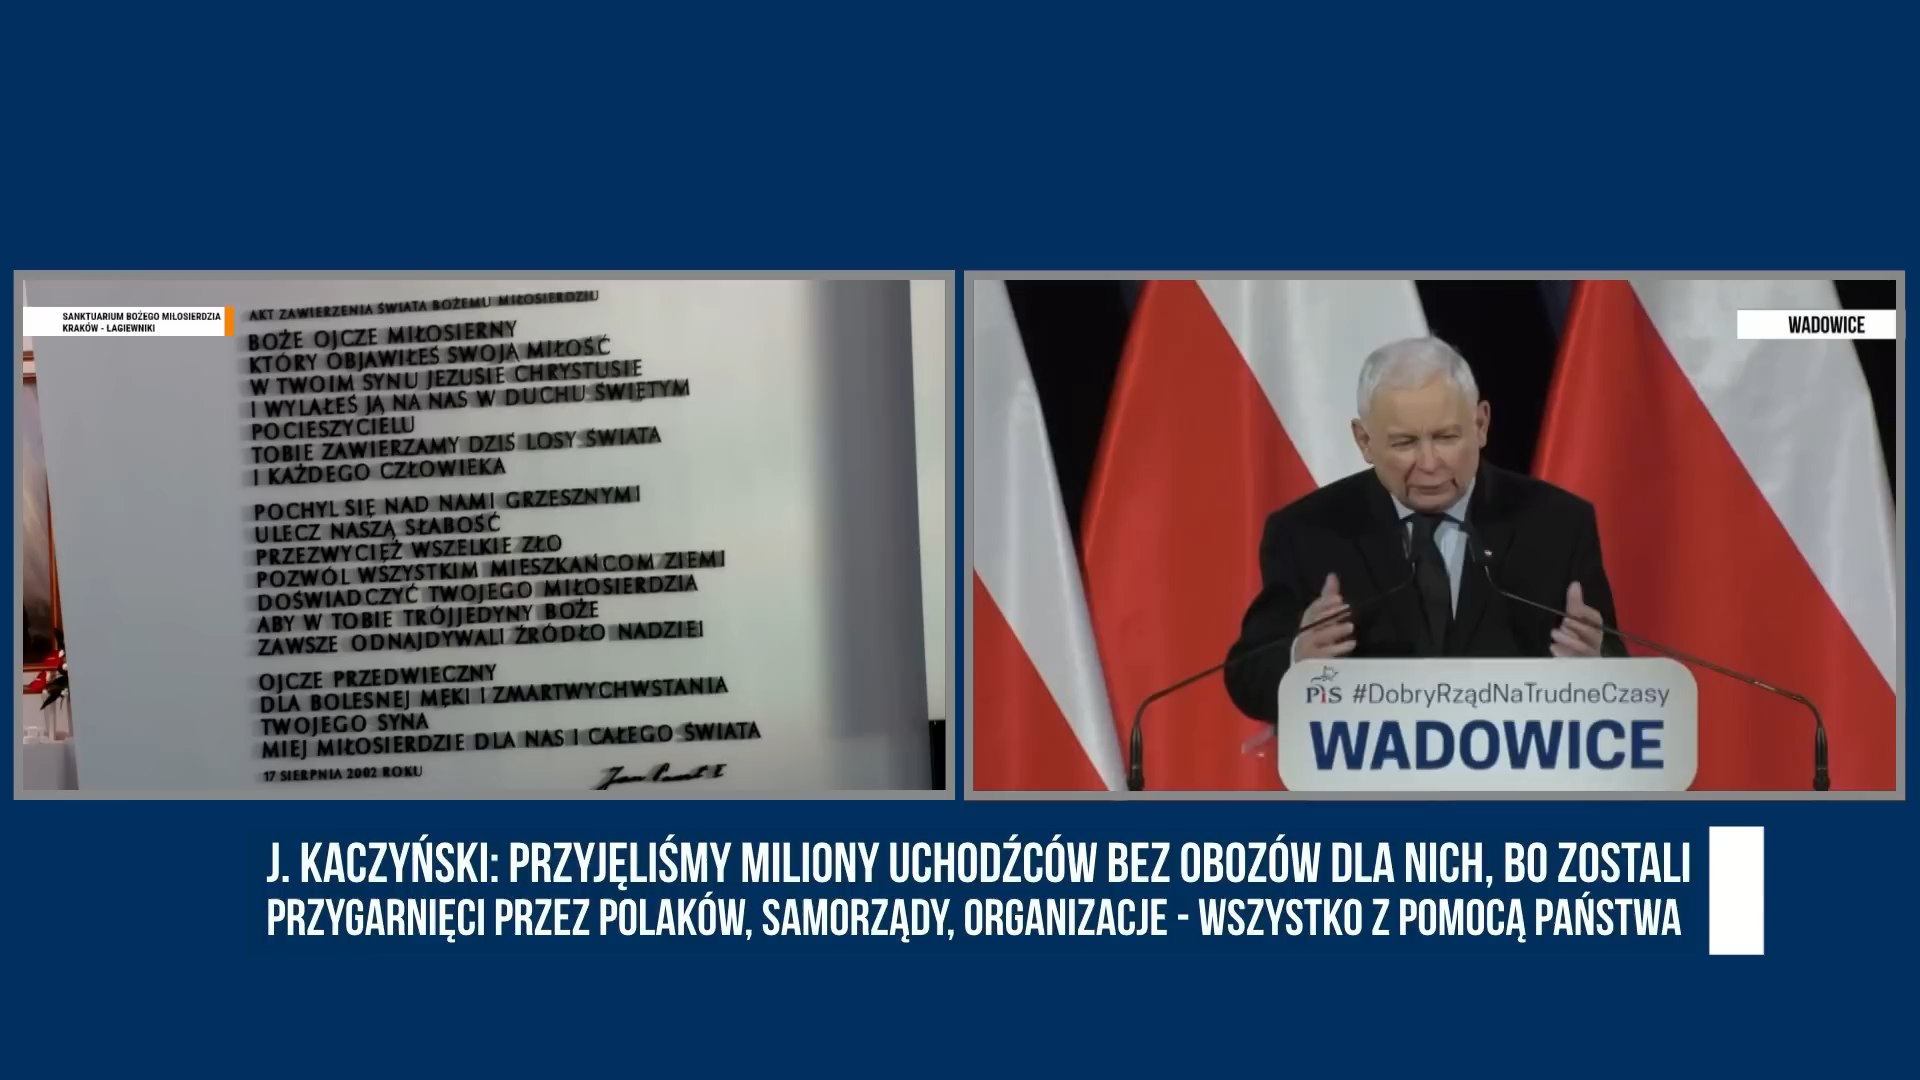 SANKTUARIUM BOŻEGO MIŁOSIERDZIA
KRAKÓW - ŁAGIEWNIKI
AKT ZAWIERZENIA ŚWIATA BOŻEMU MIŁOSIERDZIU
BOŻE OJCZE MIŁOSIERNY
KTÓRY OBJAWIŁEŚ SWOJĄ MIŁOŚĆ
W TWOIM SYNU JEZUSIE CHRYSTUSIE
I WYLAŁEŚ JĄ NA NAS W DUCHU ŚWIĘTYM
POCIESZYCIELU
TOBIE ZAWIERZAMY DZIŚ LOSY ŚWIATA
I KAŻDEGO CZŁOWIEKA
POCHYL SIĘ NAD NAMI GRZESZNYMI
ULECZ NASZĄ SŁABOŚĆ
PRZEZWYCIĘŻ WSZELKIE ZŁO
POZWÓL WSZYSTKIM MIESZKAŃCOM ZIEMI
DOŚWIADCZYĆ TWOJEGO MIŁOSIERDZIA
ABY W TOBIE TRÓJJEDYNY BOŻE
ZAWSZE ODNAJDYWALI ŹRÓDŁO NADZIEI
OJCZE PRZEDWIECZNY
DLA BOLESNEJ MĘKI I ZMARTWYCHWSTANIA
TWOJEGO SYNA
MIEJ MIŁOSIERDZIE DLA NAS I CAŁEGO ŚWIATA
17 SIERPNIA 2002 ROKU
WADOWICE
PiS #DobryRządNaTrudneCzasy
WADOWICE
J. KACZYŃSKI: PRZYJĘLIŚMY MILIONY UCHODŹCÓW BEZ OBOZÓW DLA NICH, BO ZOSTALI
PRZYGARNIĘCI PRZEZ POLAKÓW, SAMORZĄDY, ORGANIZACJE - WSZYSTKO Z POMOCĄ PAŃSTWA